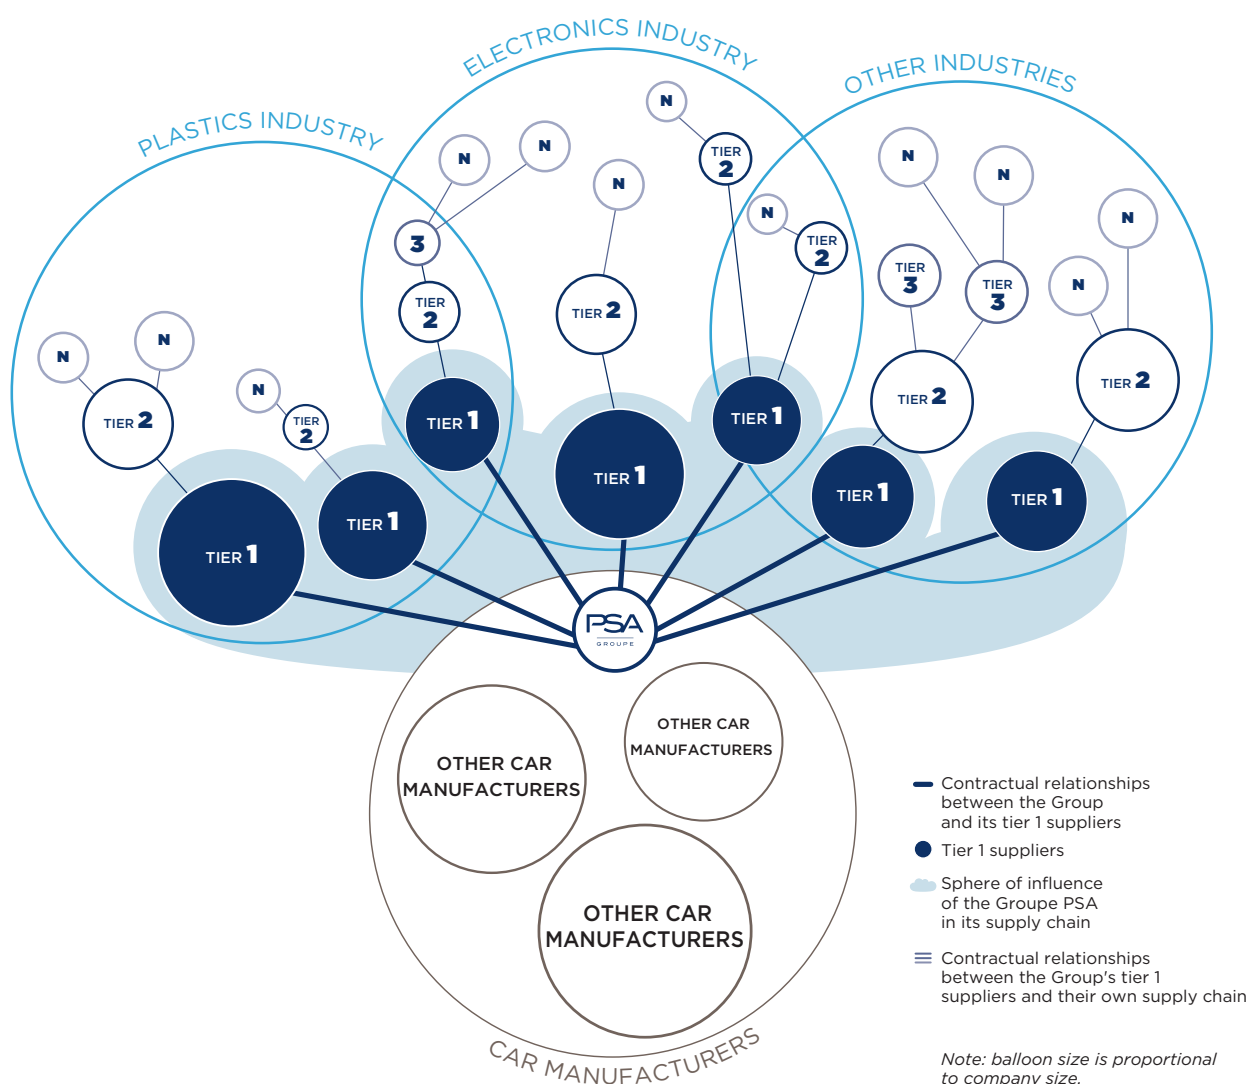 ELECTRONICS INDUSTRY
OTHER INDUSTRIES
PLASTICS INDUSTRY
N
N
N
N
N
N
N
N
N
N
N
N
N
N
TIER
2
TIER
2
3
TIER
2
TIER 2
TIER
3
TIER
3
TIER 2
TIER 2
TIER 2
TIER
2
TIER 1
TIER 1
TIER 1
TIER 1
TIER 1
TIER 1
TIER 1
PSA
GROUPE
OTHER CAR
MANUFACTURERS
OTHER CAR
MANUFACTURERS
OTHER CAR
MANUFACTURERS
CAR MANUFACTURERS
Contractual relationships
between the Group
and its tier 1 suppliers
Tier 1 suppliers
Sphere of influence
of the Groupe PSA
in its supply chain
Contractual relationships
between the Group's tier 1
suppliers and their own supply chain
Note: balloon size is proportional
to company size.